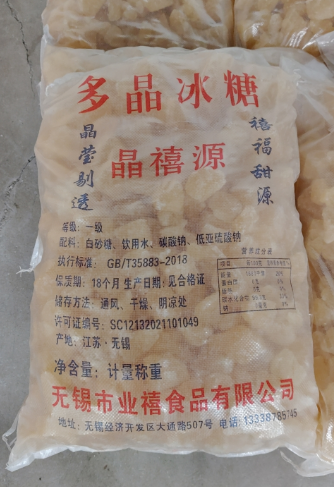 多晶冰糖
晶莹剔透
晶禧源
禧福甜源
等级：一级
配料：白砂糖、饮用水、碳酸钠、低亚硫酸钠
执行标准：GB/T35883-2018
保质期：18个月 生产日期：见合格证
储存方法：通风、干燥、阴凉处
许可证编号：SC12132021101049
产地：江苏·无锡
营养成分表
净含量：计量称重
无锡市业禧食品有限公司
地址：无锡经济开发区大通路507号 电话：13338765745